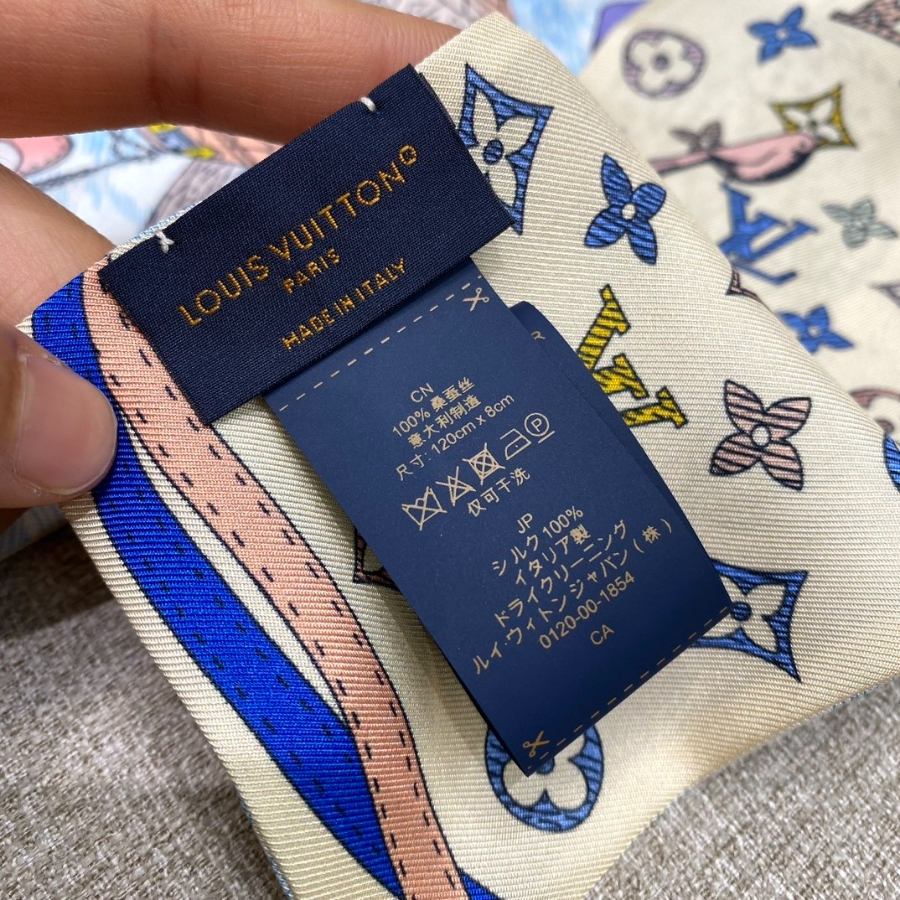 LOUIS VUITTON®
PARIS
MADE IN ITALY
CN
100% 桑蚕丝
意大利制造
尺寸: 120cm x 8cm
P
仅可干洗
JP
シルク 100%
イタリア製
ドライクリーニング
ルイ・ヴィトンジャパン(株)
0120-00-1854
CA
R
LV
LV